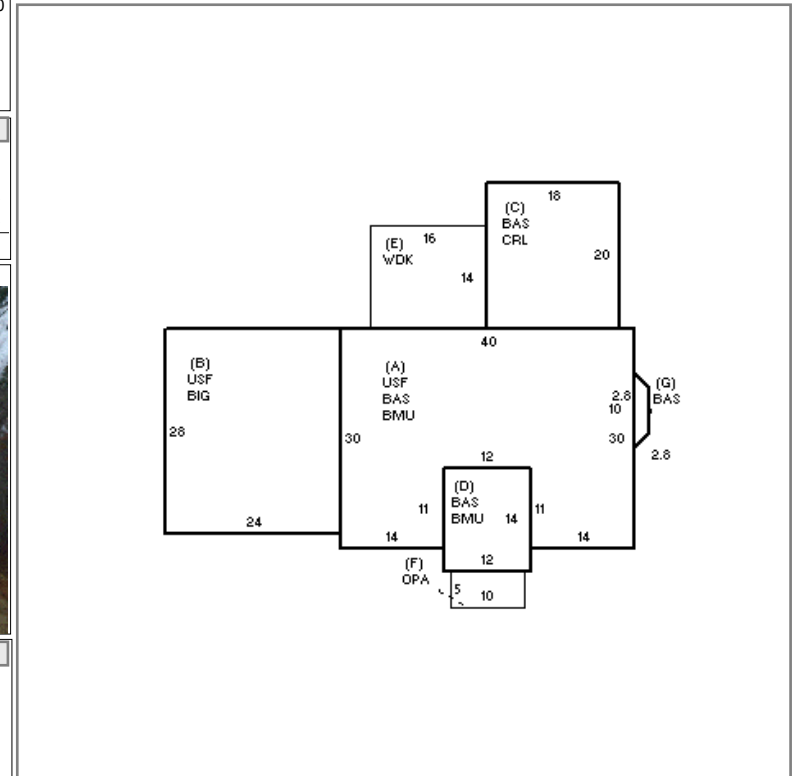 18
(C)
BAS
CRL
20
(E)
WDK
16
14
40
(B)
USF
BIG
28
24
(A)
USF
BAS
BMU
30
2.8
10
30
(G)
BAS
2.8
12
(D)
BAS
BMU
14
11
11
14
14
12
(F)
OPA
5
10